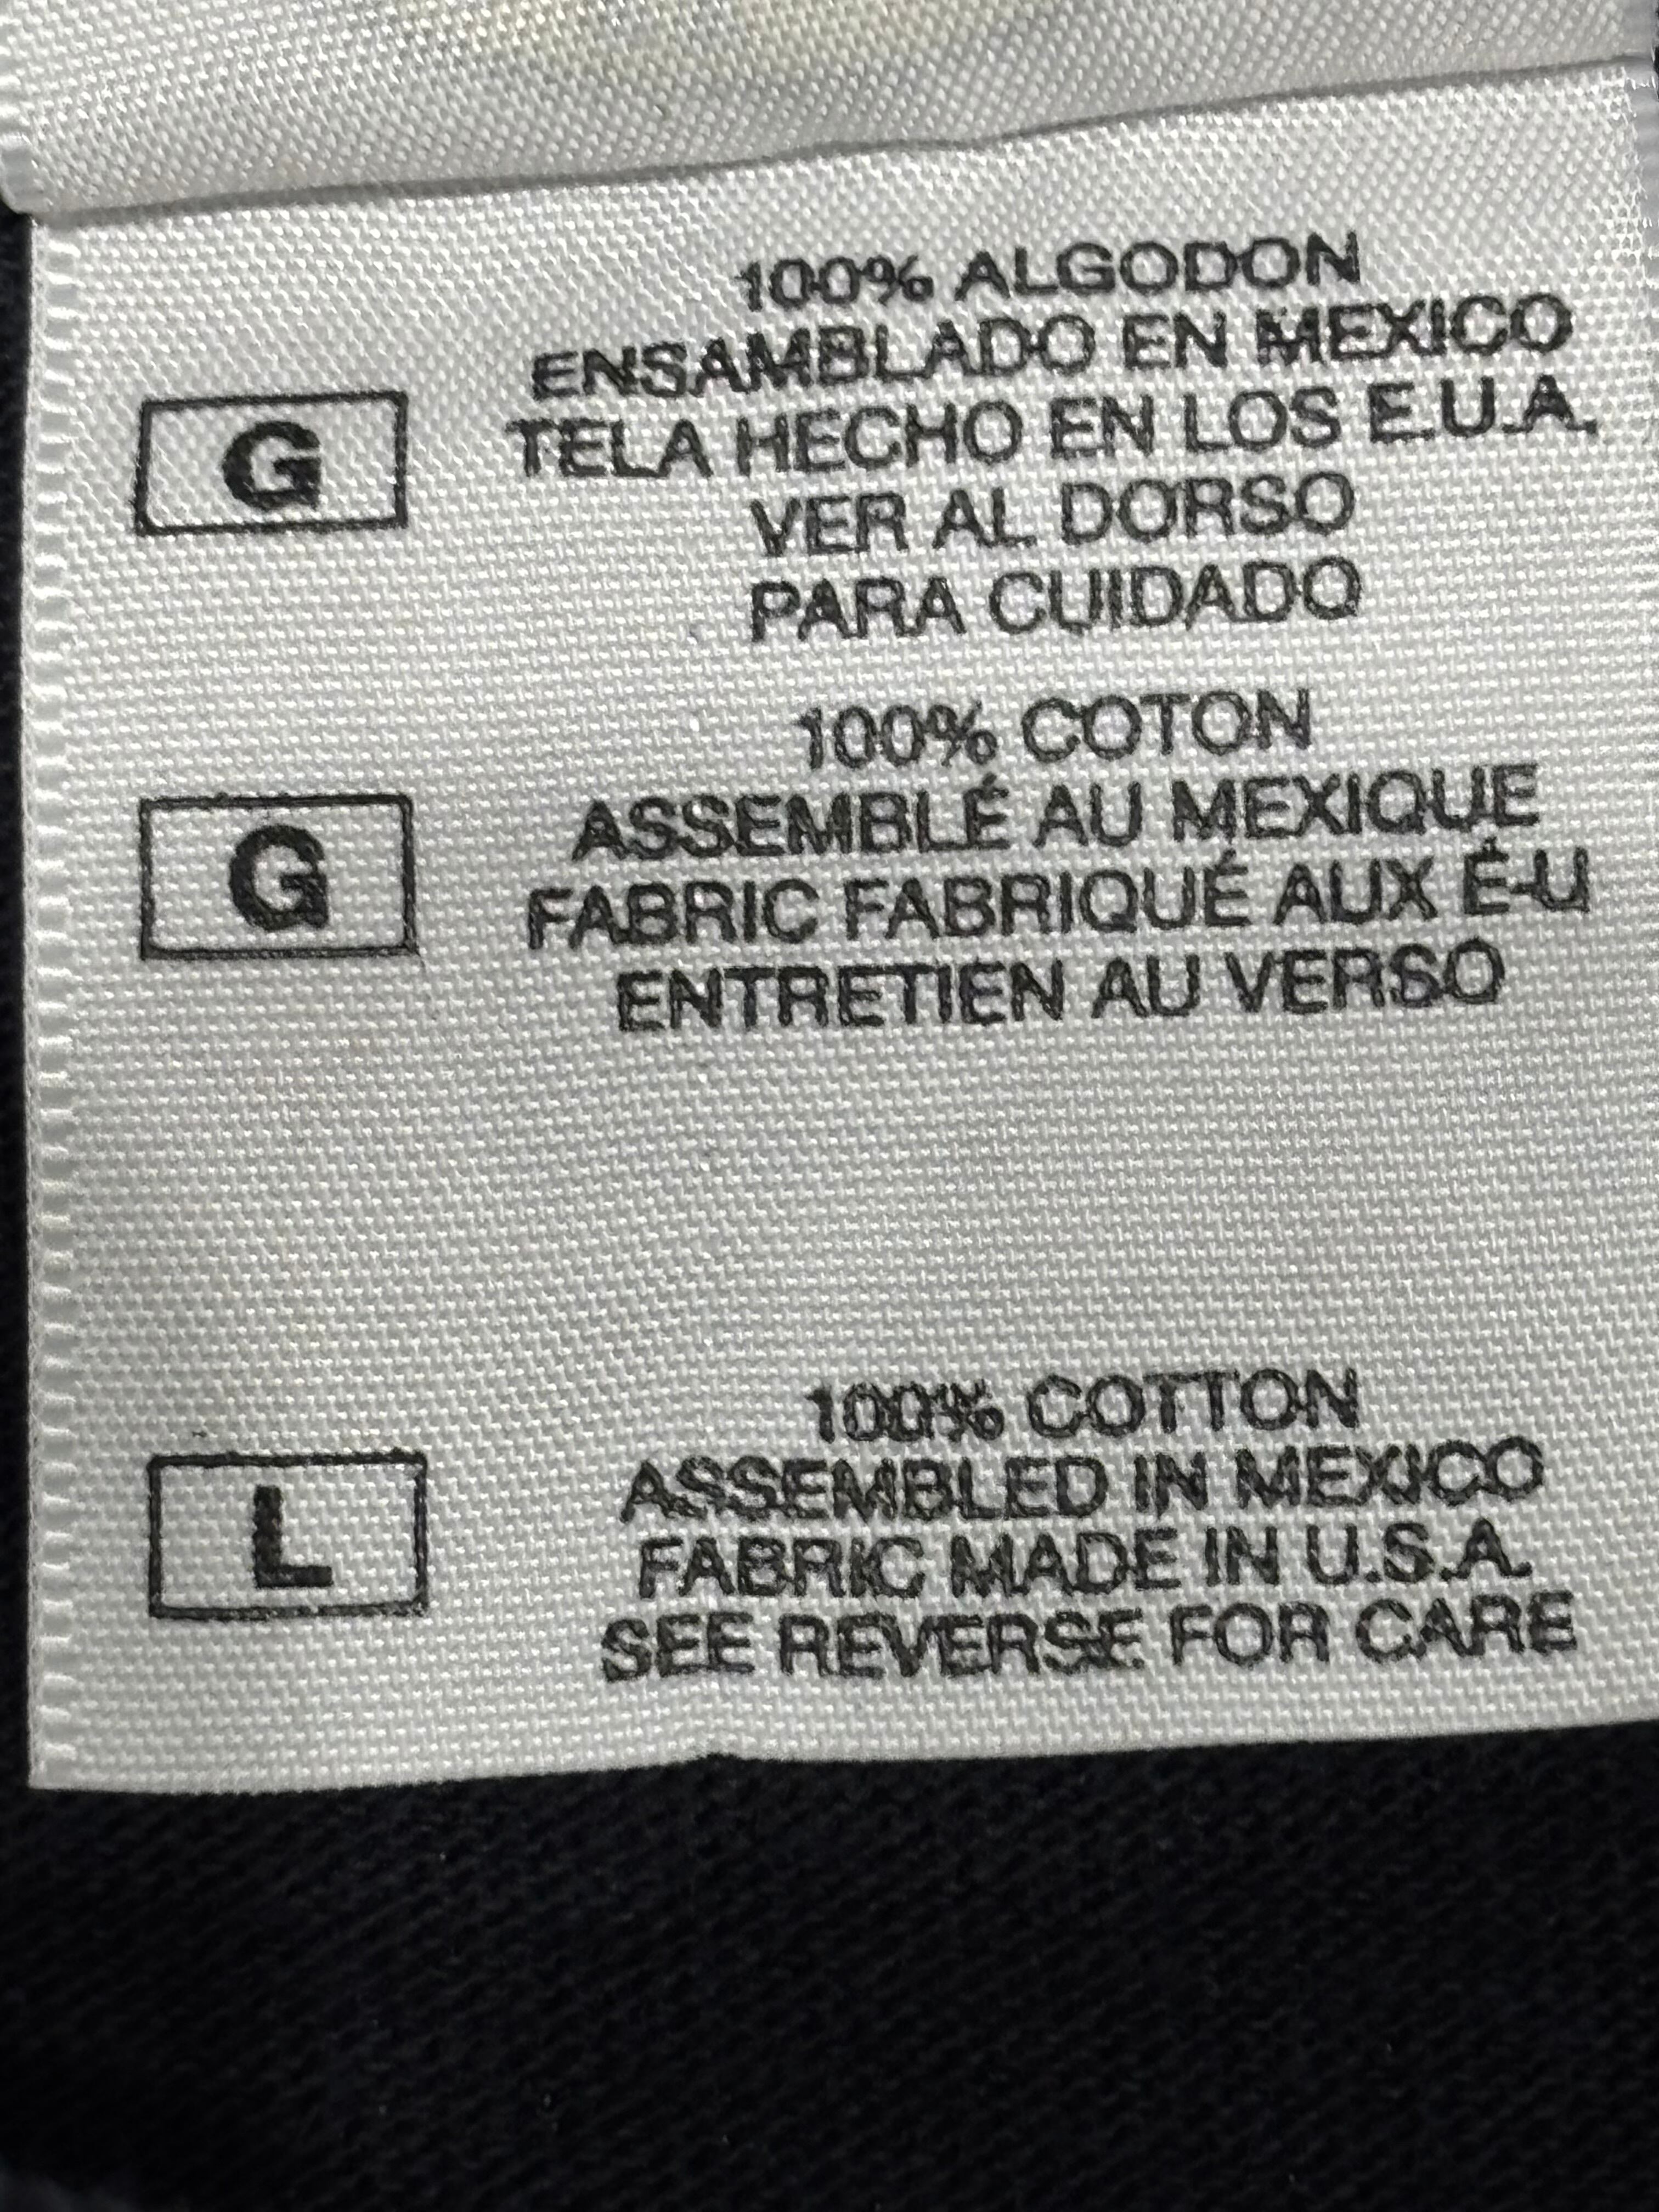 100% ALGODON
ENSAMBLADO EN MEXICO
G TELA HECHO EN LOS E.U.A.
VER AL DORSO
PARA CUIDADO
100% COTON
ASSEMBLÉ AU MEXIQUE
G FABRIC FABRIQUÉ AUX É-U
ENTRETIEN AU VERSO
100% COTTON
ASSEMBLED IN MEXICO
L FABRIC MADE IN U.S.A.
SEE REVERSE FOR CARE